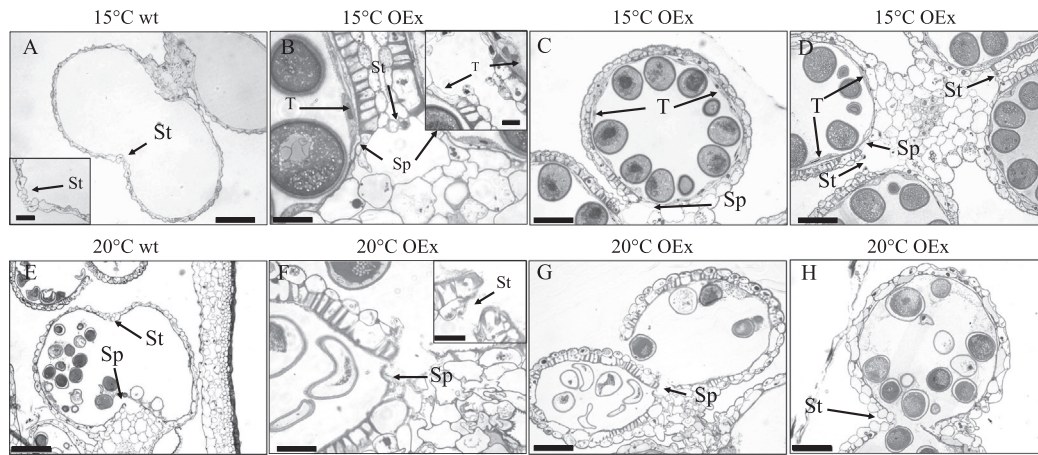 15°C wt
15°C OEx
15°C OEx
15°C OEx
A
St
St
B
St
T
T
Sp
C
T
Sp
D
T
St
Sp
St
20°C wt
20°C OEx
20°C OEx
20°C OEx
E
St
Sp
F
St
Sp
G
Sp
H
St